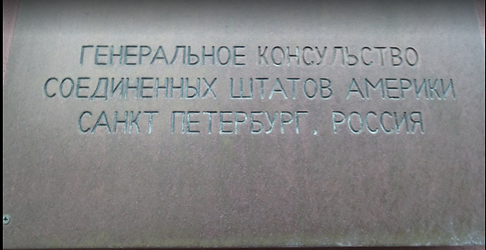 ГЕНЕРАЛЬНОЕ КОНСУЛЬСТВО
СОЕДИНЕННЫХ ШТАТОВ АМЕРИКИ
САНКТ ПЕТЕРБУРГ, РОССИЯ